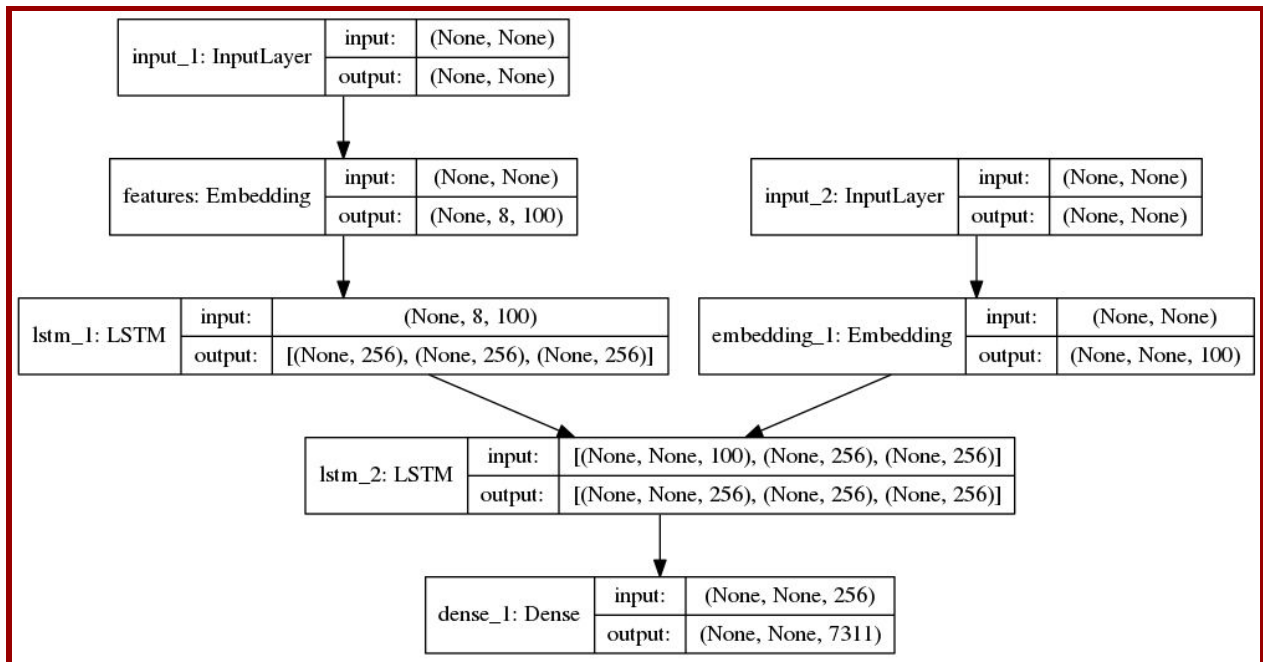 input_1: InputLayer
input: (None, None)
output: (None, None)
features: Embedding
input: (None, None)
output: (None, 8, 100)
input_2: InputLayer
input: (None, None)
output: (None, None)
lstm_1: LSTM
input: (None, 8, 100)
output: [(None, 256), (None, 256), (None, 256)]
embedding_1: Embedding
input: (None, None)
output: (None, None, 100)
lstm_2: LSTM
input: [(None, None, 100), (None, 256), (None, 256)]
output: [(None, None, 256), (None, 256), (None, 256)]
dense_1: Dense
input: (None, None, 256)
output: (None, None, 7311)